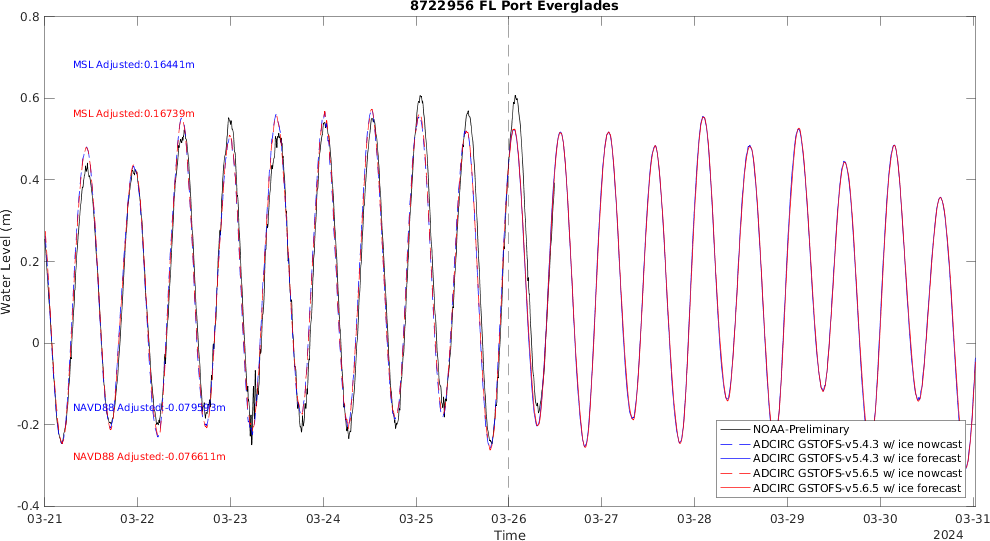 8722956 FL Port Everglades
0.8
0.6
0.4
0.2
0
-0.2
-0.4
Water Level (m)
MSL Adjusted:0.16441m
MSL Adjusted:0.16739m
NAVD88 Adjusted:-0.076611m
NOAA-Preliminary
ADCIRC GSTOFS-v5.4.3 w/ ice nowcast
ADCIRC GSTOFS-v5.4.3 w/ ice forecast
ADCIRC GSTOFS-v5.6.5 w/ ice nowcast
ADCIRC GSTOFS-v5.6.5 w/ ice forecast
03-21 03-22 03-23 03-24 03-25 03-26 03-27 03-28 03-29 03-30 03-31
Time
2024